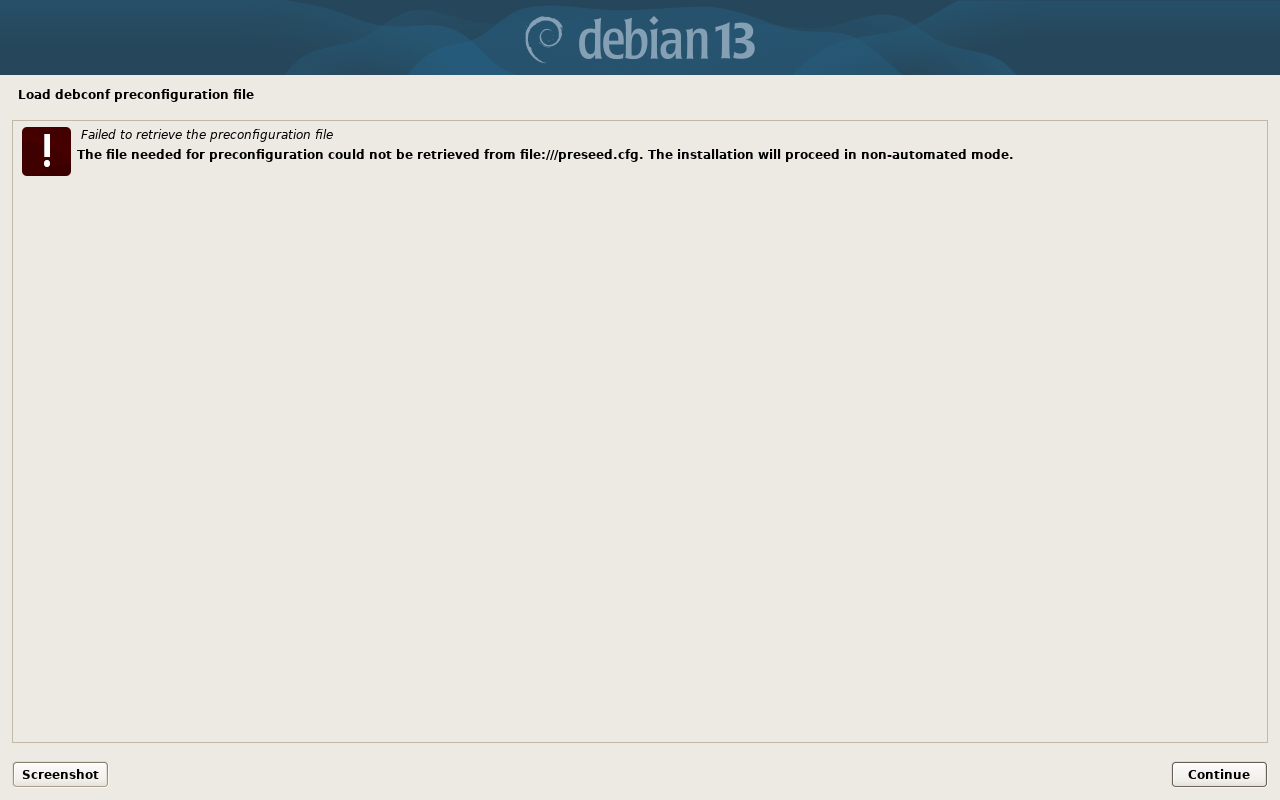 debian 13
Load debconf preconfiguration file
Failed to retrieve the preconfiguration file
The file needed for preconfiguration could not be retrieved from file:///preseed.cfg. The installation will proceed in non-automated mode.
Screenshot
Continue